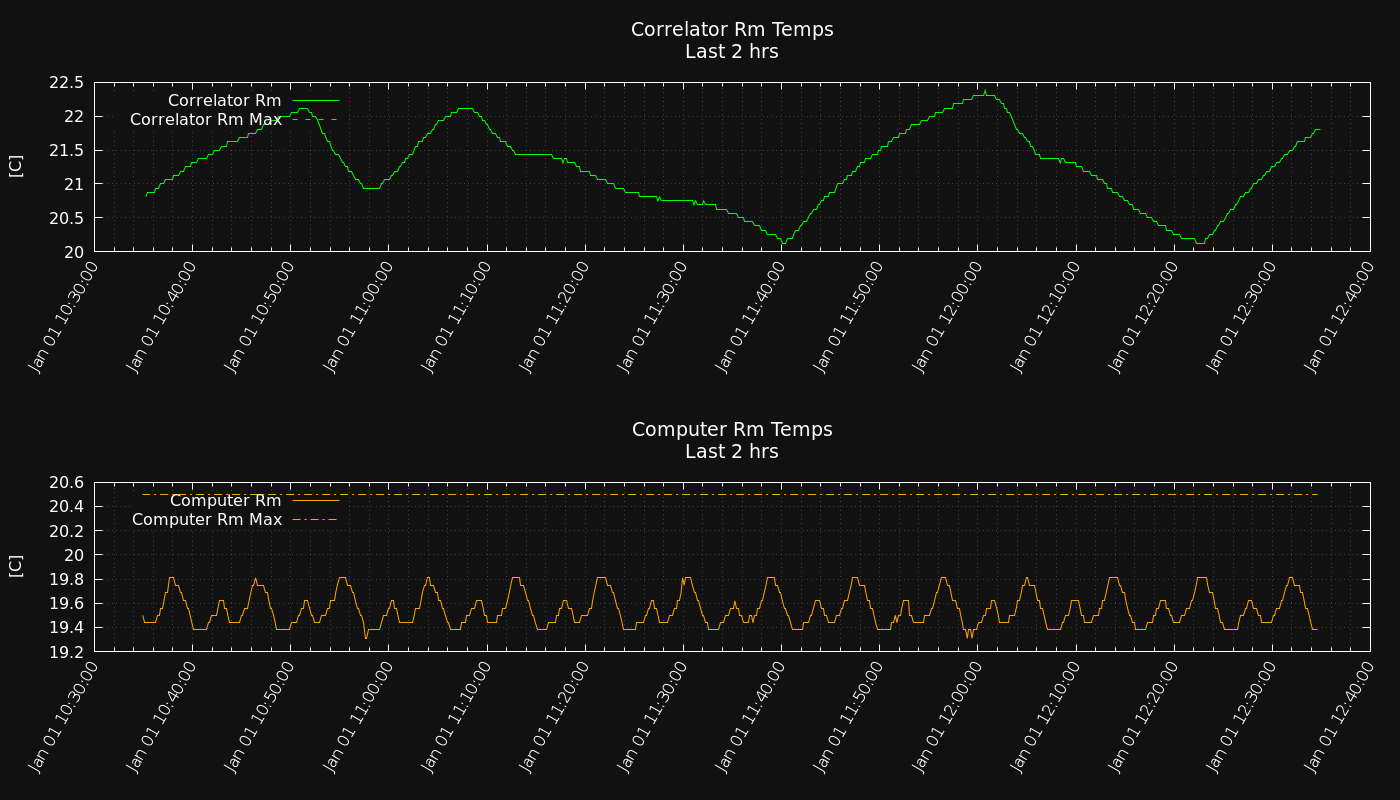 Correlator Rm Temps
Last 2 hrs
22.5
22
21.5
21
20.5
20
[C]
Correlator Rm
Correlator Rm Max
Jan 01 10:30:00
Jan 01 10:40:00
Jan 01 10:50:00
Jan 01 11:00:00
Jan 01 11:10:00
Jan 01 11:20:00
Jan 01 11:30:00
Jan 01 11:40:00
Jan 01 11:50:00
Jan 01 12:00:00
Jan 01 12:10:00
Jan 01 12:20:00
Jan 01 12:30:00
Jan 01 12:40:00
Computer Rm Temps
Last 2 hrs
20.6
20.4
20.2
20
19.8
19.6
19.4
19.2
[C]
Computer Rm
Computer Rm Max
Jan 01 10:30:00
Jan 01 10:40:00
Jan 01 10:50:00
Jan 01 11:00:00
Jan 01 11:10:00
Jan 01 11:20:00
Jan 01 11:30:00
Jan 01 11:40:00
Jan 01 11:50:00
Jan 01 12:00:00
Jan 01 12:10:00
Jan 01 12:20:00
Jan 01 12:30:00
Jan 01 12:40:00